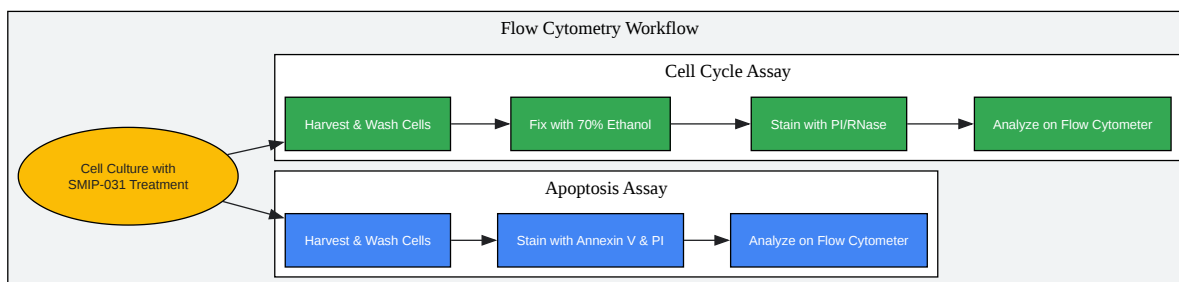 Flow Cytometry Workflow
Cell Cycle Assay
Harvest & Wash Cells
Fix with 70% Ethanol
Stain with PI/RNase
Analyze on Flow Cytometer
Cell Culture with
SMIP-031 Treatment
Apoptosis Assay
Harvest & Wash Cells
Stain with Annexin V & PI
Analyze on Flow Cytometer